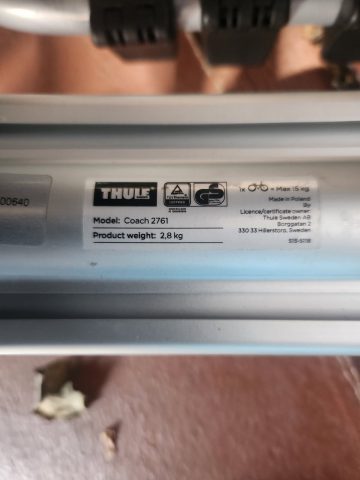 00640
THULE
Model: Coach 2761
Product weight: 2,8 kg
1x = Max 15 kg
Made in Poland
By
Licence/certificate owner
Thule Sweden AB
Borggatan 2
330 33 Hillerstorp, Sweden